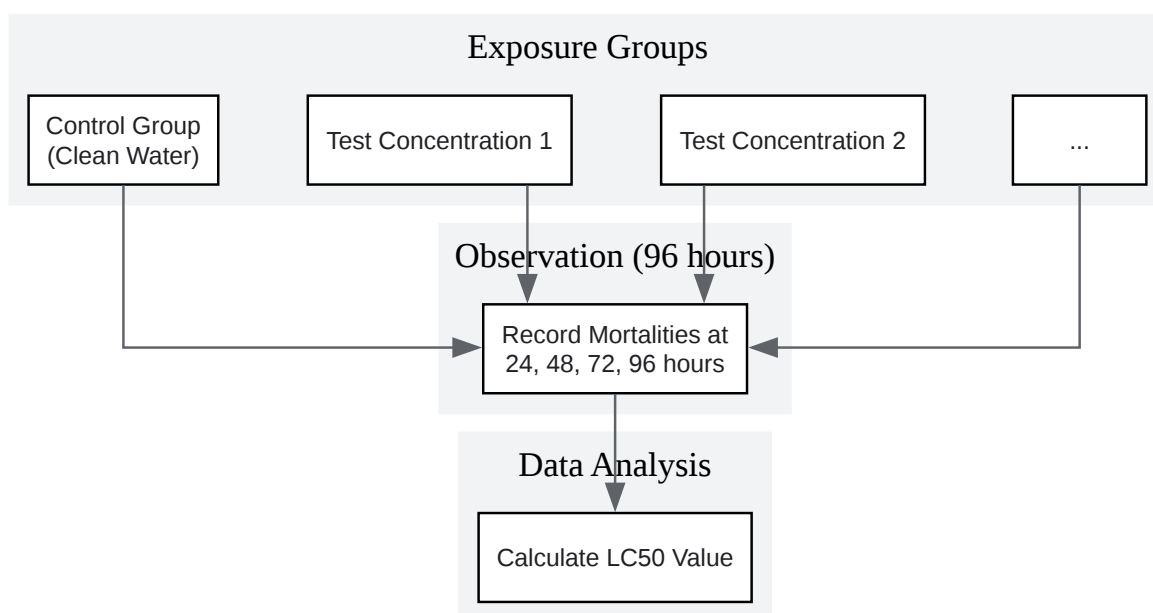 Exposure Groups
Control Group
(Clean Water)
Test Concentration 1
Test Concentration 2
...
Observation (96 hours)
Record Mortalities at
24, 48, 72, 96 hours
Data Analysis
Calculate LC50 Value